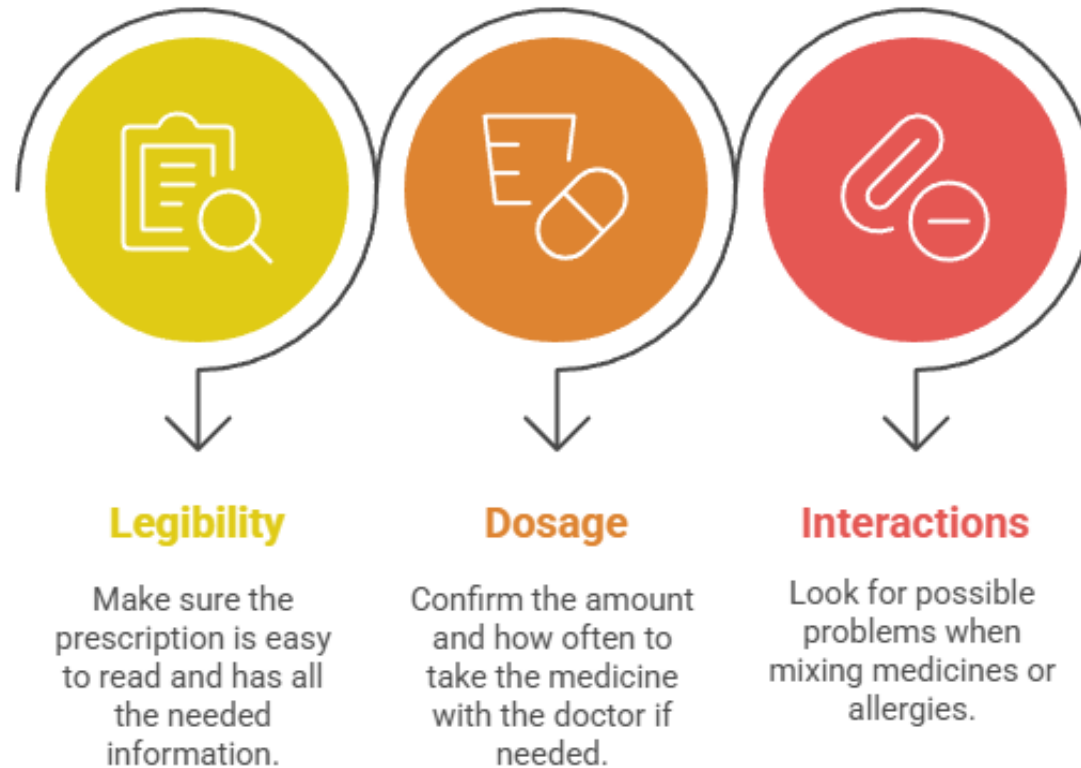 Legibility
Make sure the
prescription is easy
to read and has all
the needed
information.
Dosage
Confirm the amount
and how often to
take the medicine
with the doctor if
needed.
Interactions
Look for possible
problems when
mixing medicines or
allergies.